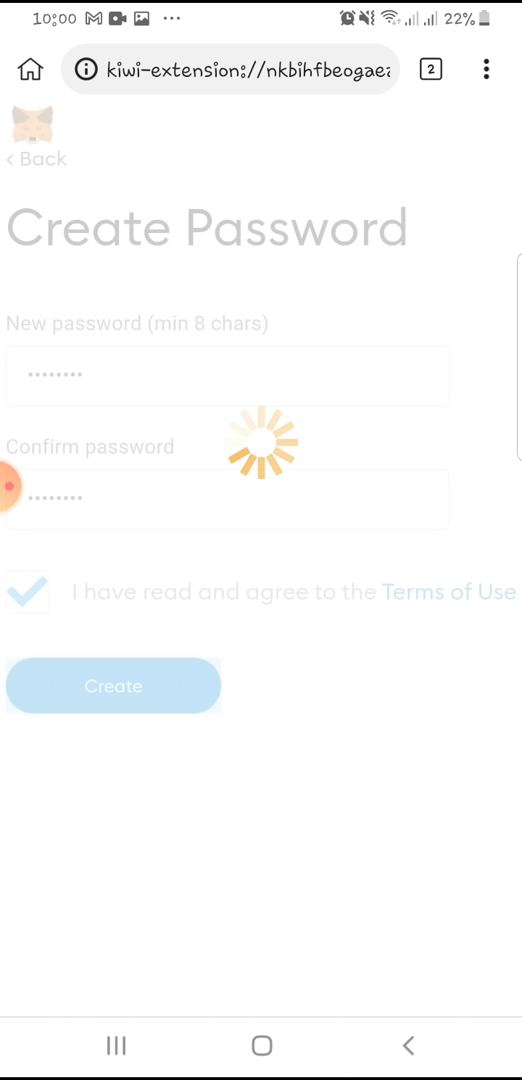 10:00
22%
kiwi-extension://nkbihfbeogaea
2
< Back
Create Password
New password (min 8 chars)
••••••••
Confirm password
••••••••
I have read and agree to the Terms of Use
Create